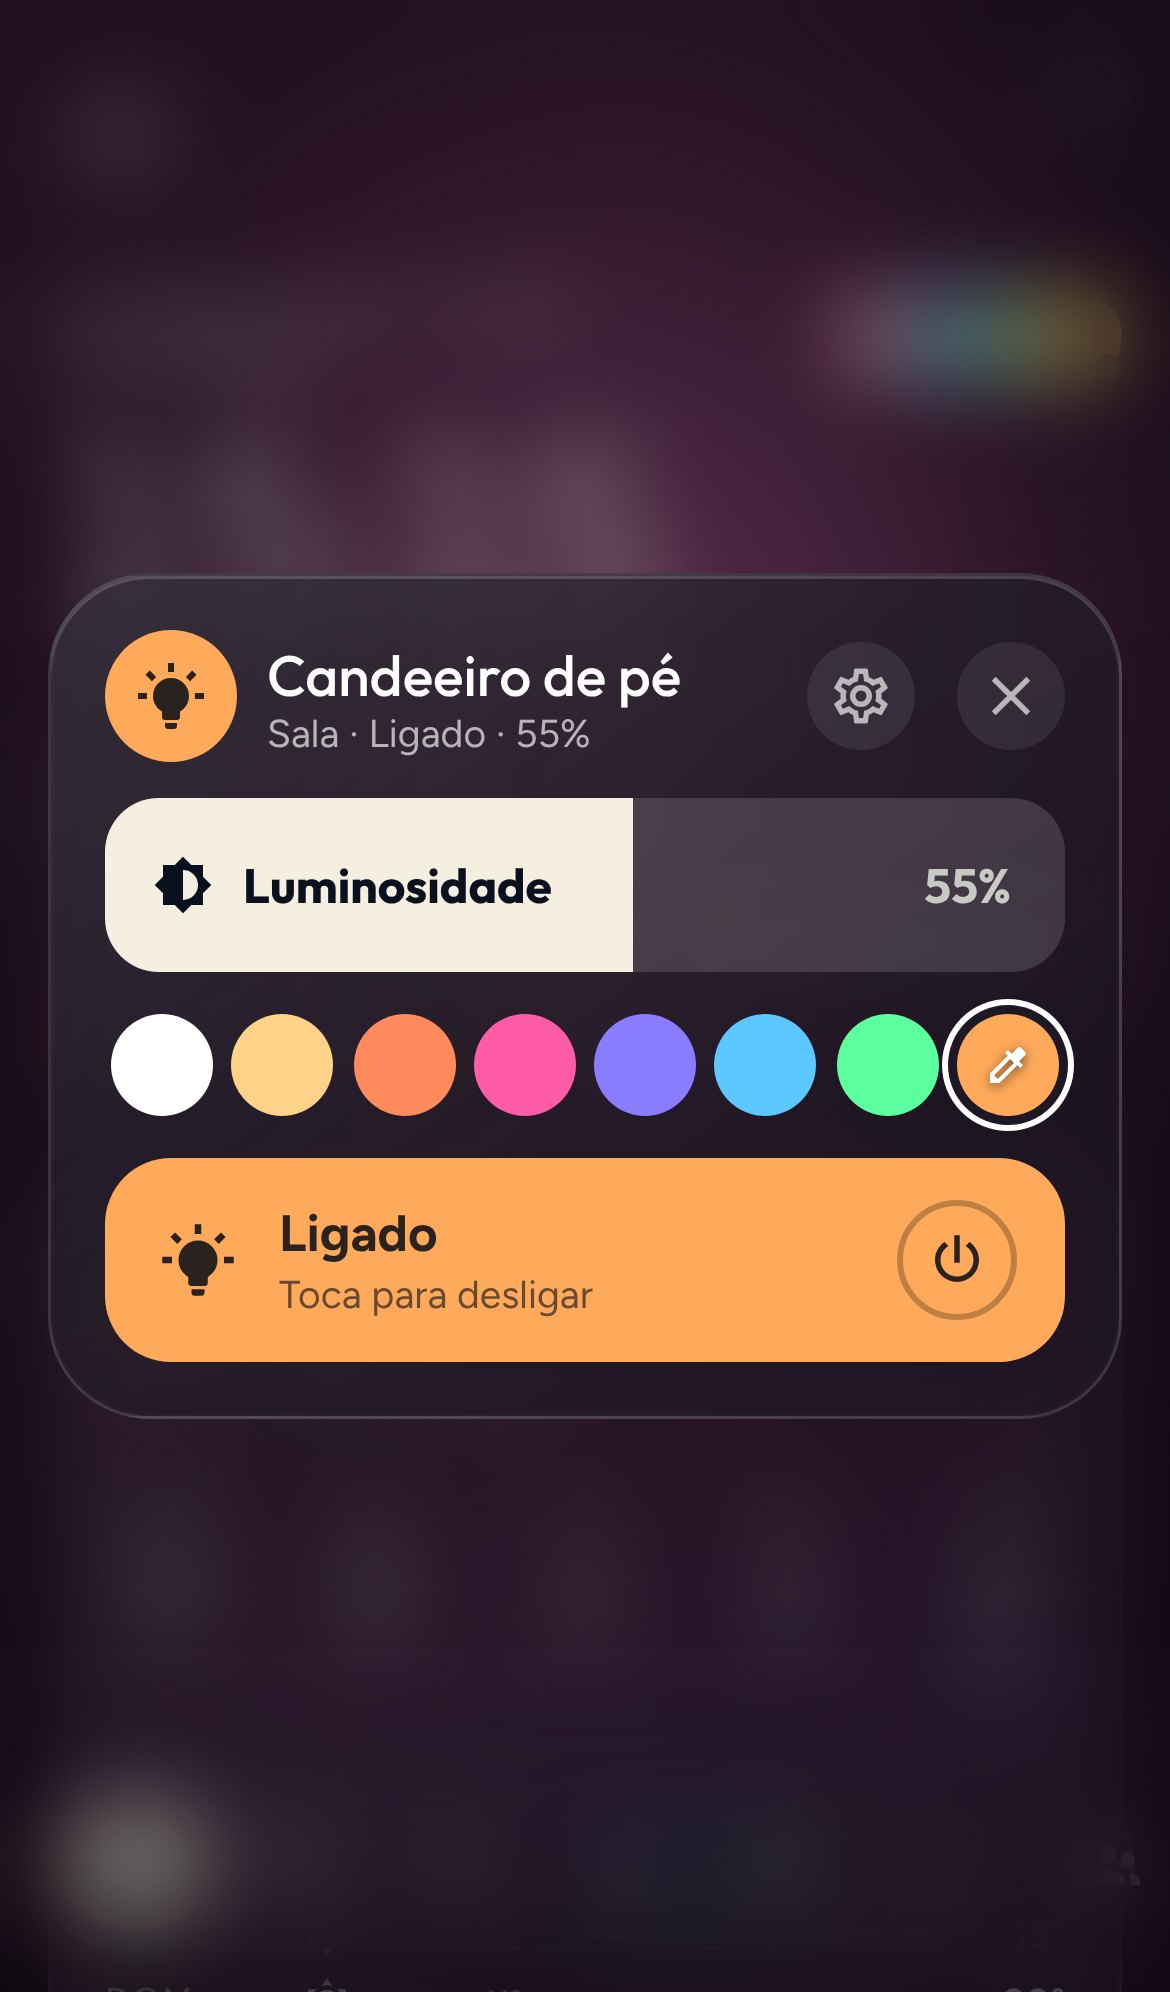 Candeeiro de pé
Sala · Ligado · 55%
Luminosidade
55%
Ligado
Toca para desligar